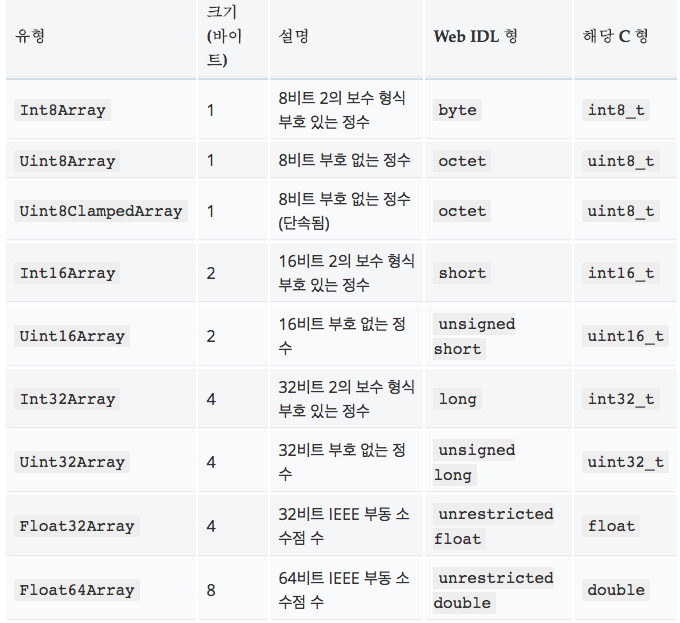 유형
크기
(바이
트)
설명
Web IDL 형
해당 C 형
Int8Array
1
8비트 2의 보수 형식
부호 있는 정수
byte
int8_t
Uint8Array
1
8비트 부호 없는 정수
octet
uint8_t
Uint8ClampedArray
1
8비트 부호 없는 정수
(단속됨)
octet
uint8_t
Int16Array
2
16비트 2의 보수 형식
부호 있는 정수
short
int16_t
Uint16Array
2
16비트 부호 없는 정
수
unsigned
short
uint16_t
Int32Array
4
32비트 2의 보수 형식
부호 있는 정수
long
int32_t
Uint32Array
4
32비트 부호 없는 정
수
unsigned
long
uint32_t
Float32Array
4
32비트 IEEE 부동 소
수점 수
unrestricted
float
float
Float64Array
8
64비트 IEEE 부동 소
수점 수
unrestricted
double
double